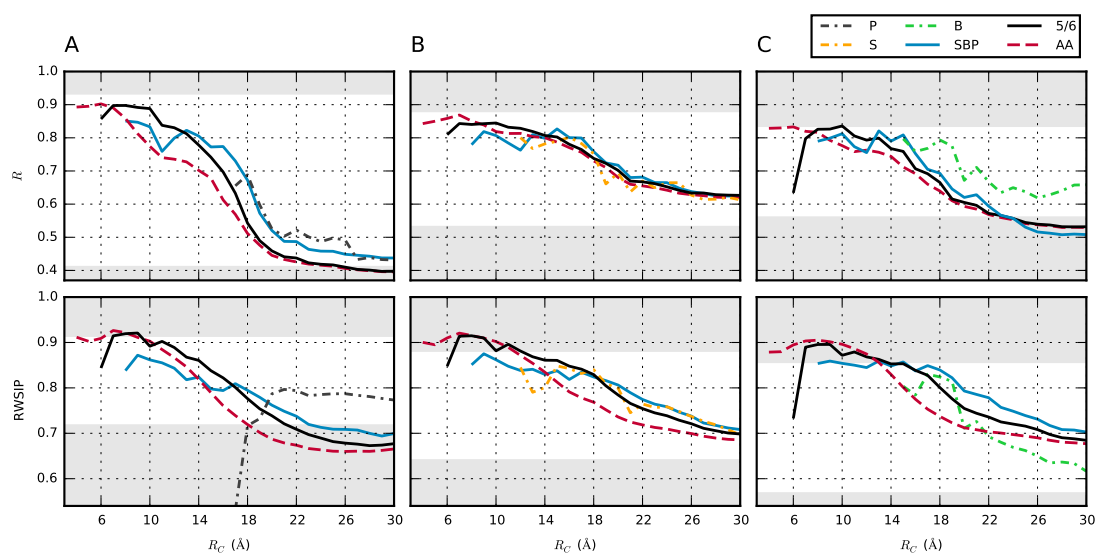 P B 5/6
S SBP AA
A B C
1.0
0.9
0.8
0.7
0.6
0.5
0.4
R
1.0
0.9
0.8
0.7
0.6
RWSIP
6 10 14 18 22 26 30 6 10 14 18 22 26 30 6 10 14 18 22 26 30
R_C (Å) R_C (Å) R_C (Å)